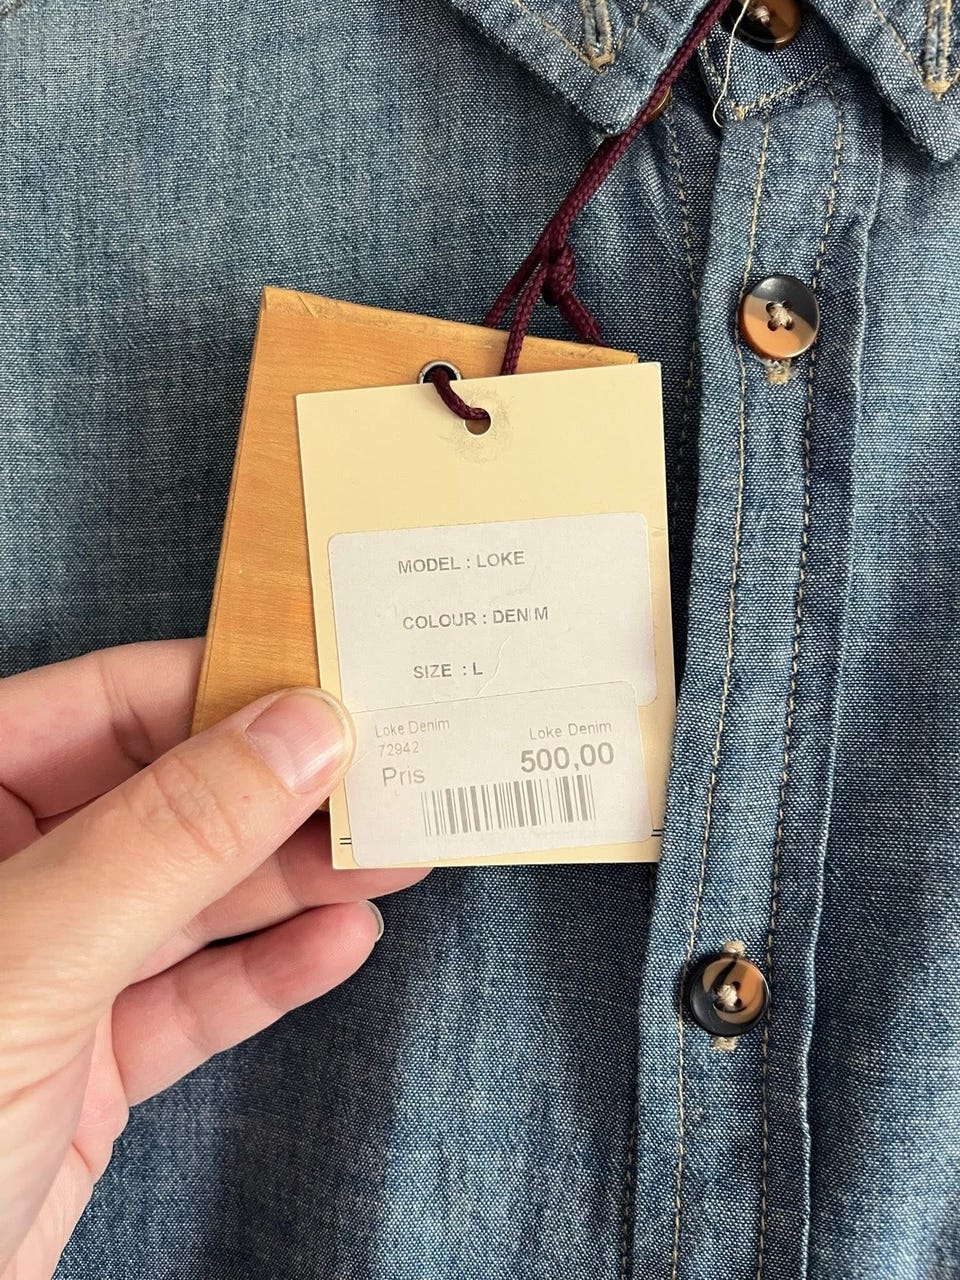 MODEL : LOKE
COLOUR : DENIM
SIZE : L
Loke Denim Loke Denim
72942
Pris 500,00